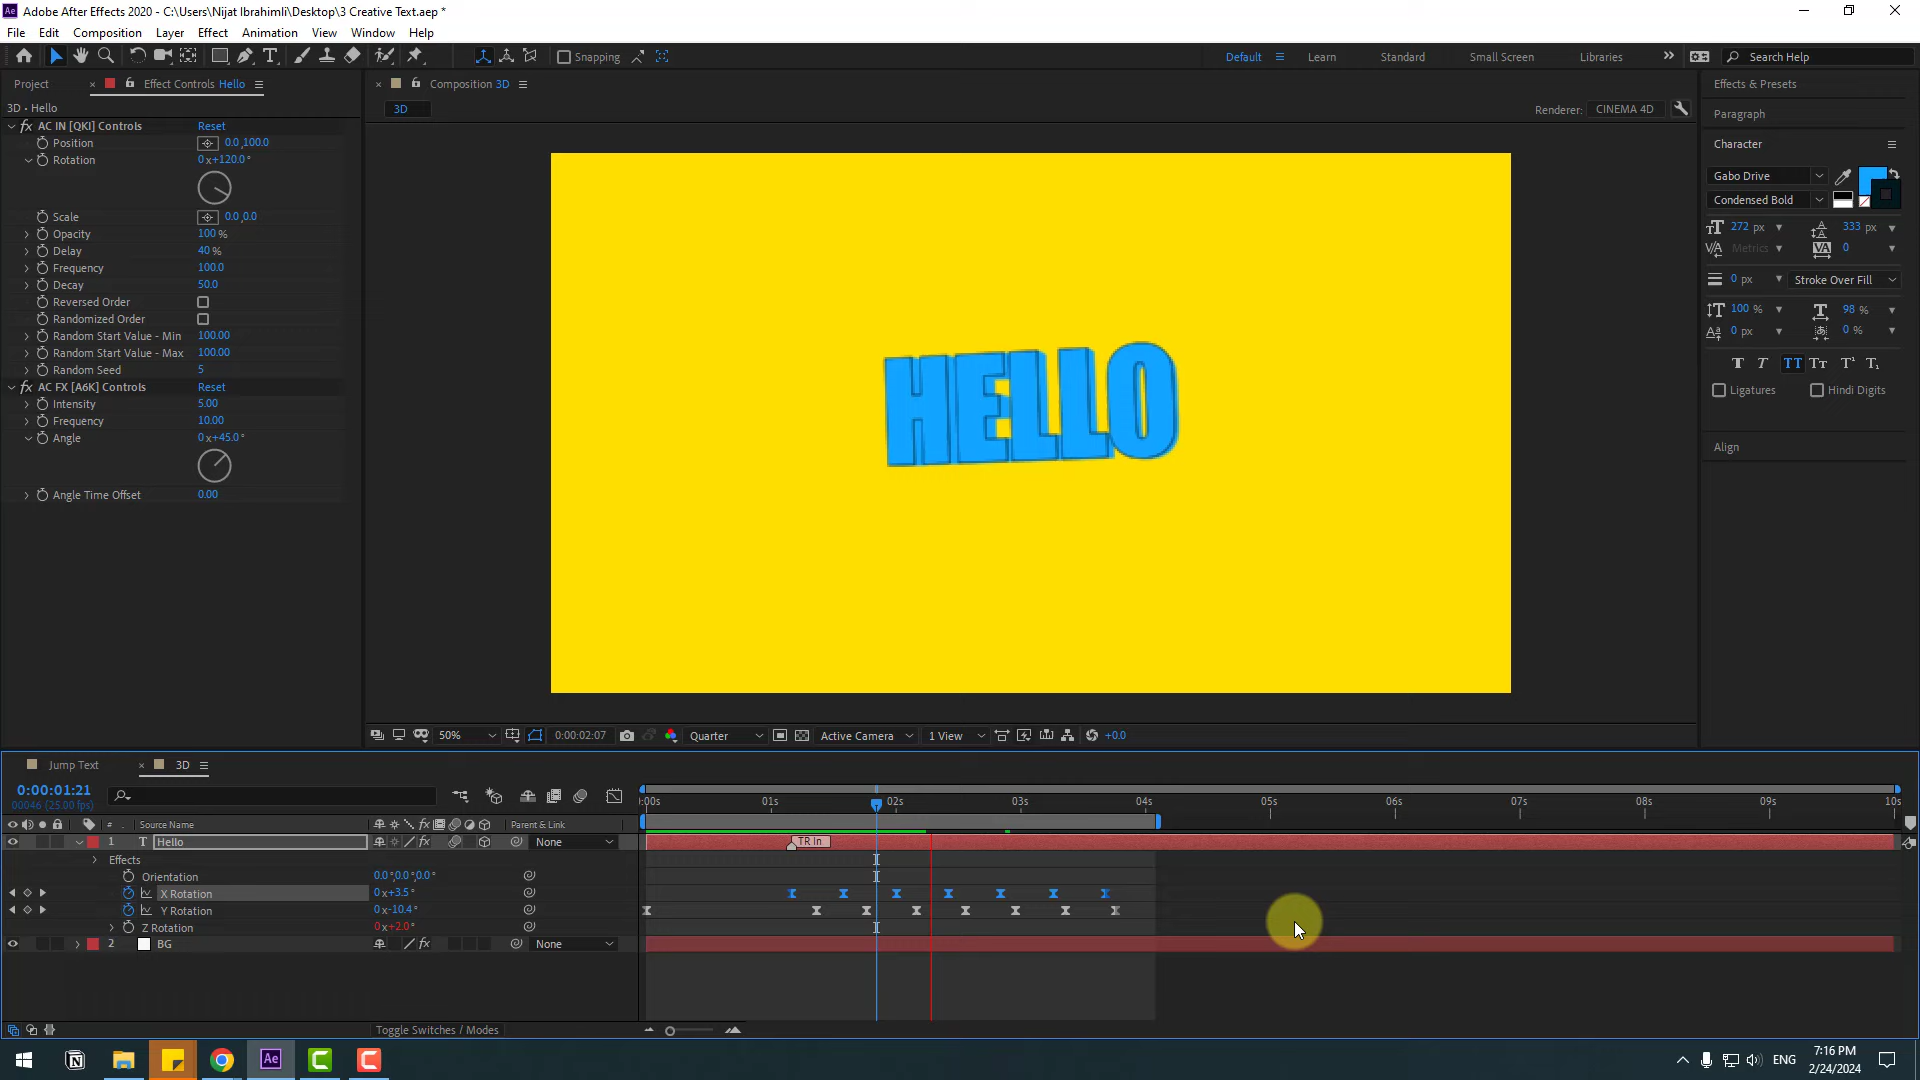 Adobe After Effects 2020 - C:\Users\Nijat Ibrahimli\Desktop\3 Creative Text.aep *
File Edit Composition Layer Effect Animation View Window Help
Snapping
Default Learn Standard Small Screen Libraries Search Help
Project Effect Controls Hello
3D • Hello
fx AC IN [QKI] Controls Reset
Position 0.0,100.0
Rotation 0x+120.0°
Scale 0.0,0.0
Opacity 100 %
Delay 40 %
Frequency 100.0
Decay 50.0
Reversed Order
Randomized Order
Random Start Value - Min 100.00
Random Start Value - Max 100.00
Random Seed 5
fx AC FX [A6K] Controls Reset
Intensity 5.00
Frequency 10.00
Angle 0x+45.0°
Angle Time Offset 0.00
Composition 3D
3D
Renderer: CINEMA 4D
HELLO
50% 0:00:02:07 Quarter Active Camera 1 View +0.0
Effects & Presets
Paragraph
Character
Gabo Drive
Condensed Bold
272 px 333 px
Metrics 0
0 px Stroke Over Fill
100 % 98 %
0 px 0 %
Ligatures Hindi Digits
Align
Jump Text 3D
0:00:01:21
00046 (25.00 fps)
:00s 01s 02s 03s 04s 05s 06s 07s 08s 09s 10s
# Source Name Parent & Link
1 T Hello None
TR In
Effects
Orientation 0.0°,0.0°,0.0°
X Rotation 0x+3.5°
Y Rotation 0x-10.4°
Z Rotation 0x+2.0°
2 BG None
Toggle Switches / Modes
ENG
7:16 PM
2/24/2024